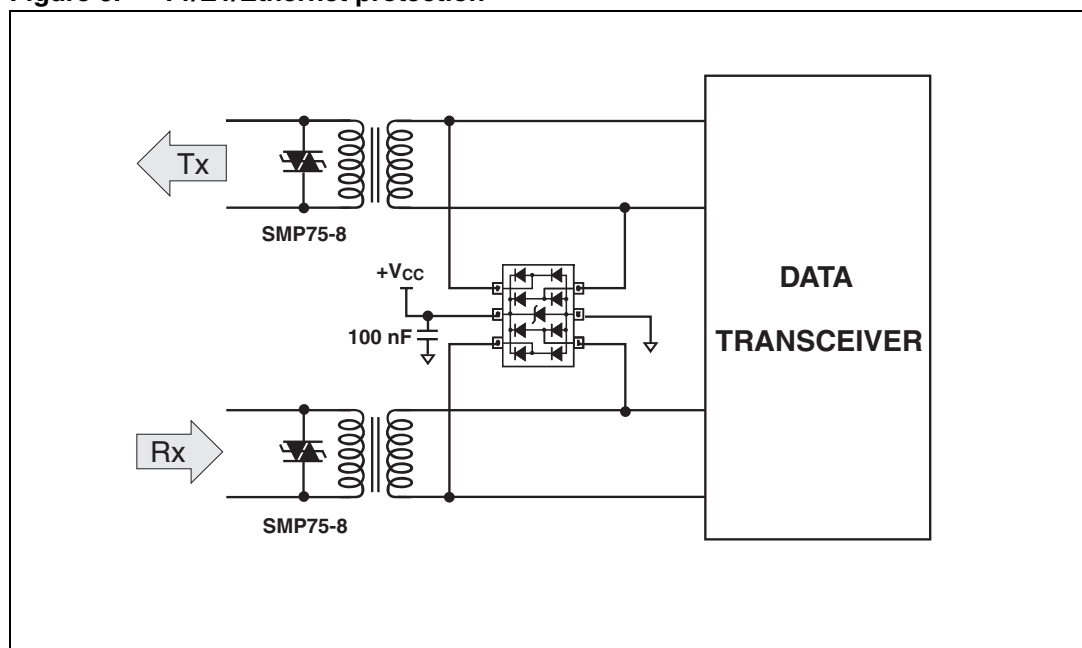 Tx
SMP75-8
+VCC
100 nF
DATA
TRANSCEIVER
Rx
SMP75-8